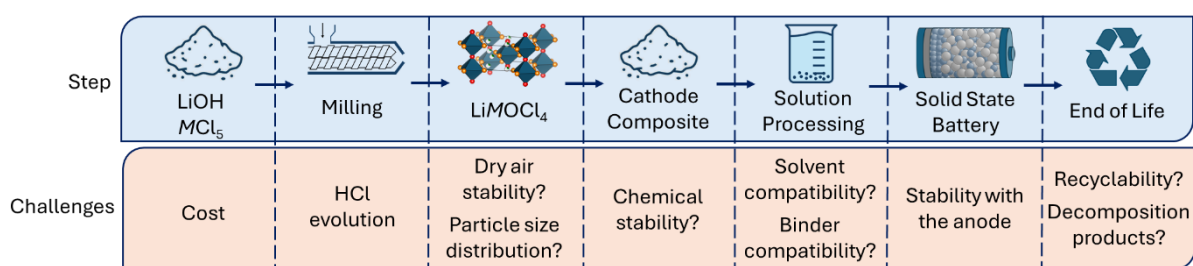 Step
LiOH
MCl₅
Milling
LiMOCl₄
Cathode
Composite
Solution
Processing
Solid State
Battery
End of Life
Challenges
Cost
HCl
evolution
Dry air
stability?
Particle size
distribution?
Chemical
stability?
Solvent
compatibility?
Binder
compatibility?
Stability with
the anode
Recyclability?
Decomposition
products?